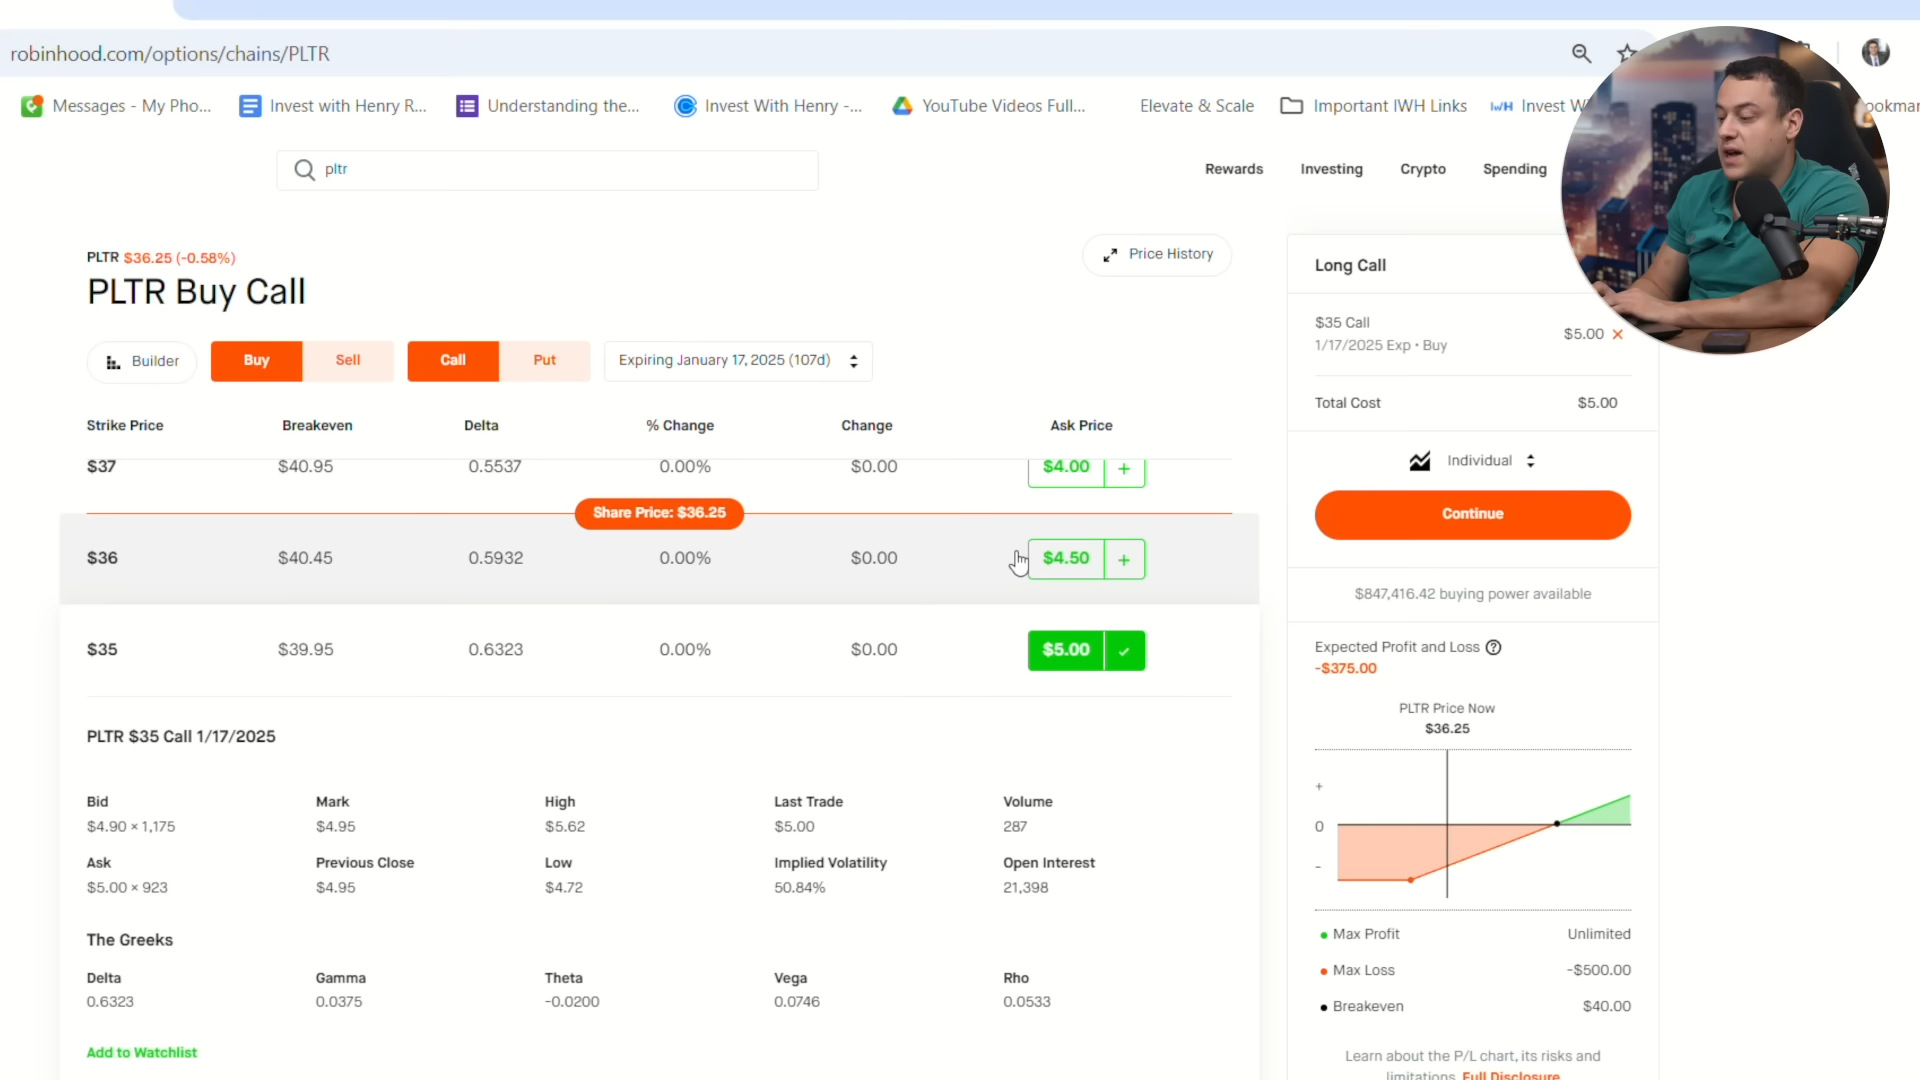 robinhood.com/options/chains/PLTR
Messages - My Pho...
Invest with Henry R...
Understanding the...
Invest With Henry -...
YouTube Videos Full...
Elevate & Scale
Important IWH Links
IWH Invest W
ookmar
pltr
Rewards
Investing
Crypto
Spending
PLTR $36.25 (-0.58%)
PLTR Buy Call
Price History
Builder
Buy
Sell
Call
Put
Expiring January 17, 2025 (107d)
Strike Price Breakeven Delta % Change Change Ask Price
$37 $40.95 0.5537 0.00% $0.00 $4.00 +
Share Price: $36.25
$36 $40.45 0.5932 0.00% $0.00 $4.50 +
$35 $39.95 0.6323 0.00% $0.00 $5.00
PLTR $35 Call 1/17/2025
Bid Mark High Last Trade Volume
$4.90 × 1,175 $4.95 $5.62 $5.00 287
Ask Previous Close Low Implied Volatility Open Interest
$5.00 × 923 $4.95 $4.72 50.84% 21,398
The Greeks
Delta Gamma Theta Vega Rho
0.6323 0.0375 -0.0200 0.0746 0.0533
Add to Watchlist
Long Call
$35 Call
1/17/2025 Exp • Buy
$5.00
Total Cost $5.00
Individual
Continue
$847,416.42 buying power available
Expected Profit and Loss
-$375.00
PLTR Price Now
$36.25
+
0
-
Max Profit Unlimited
Max Loss -$500.00
Breakeven $40.00
Learn about the P/L chart, its risks and
limitations. Full Disclosure